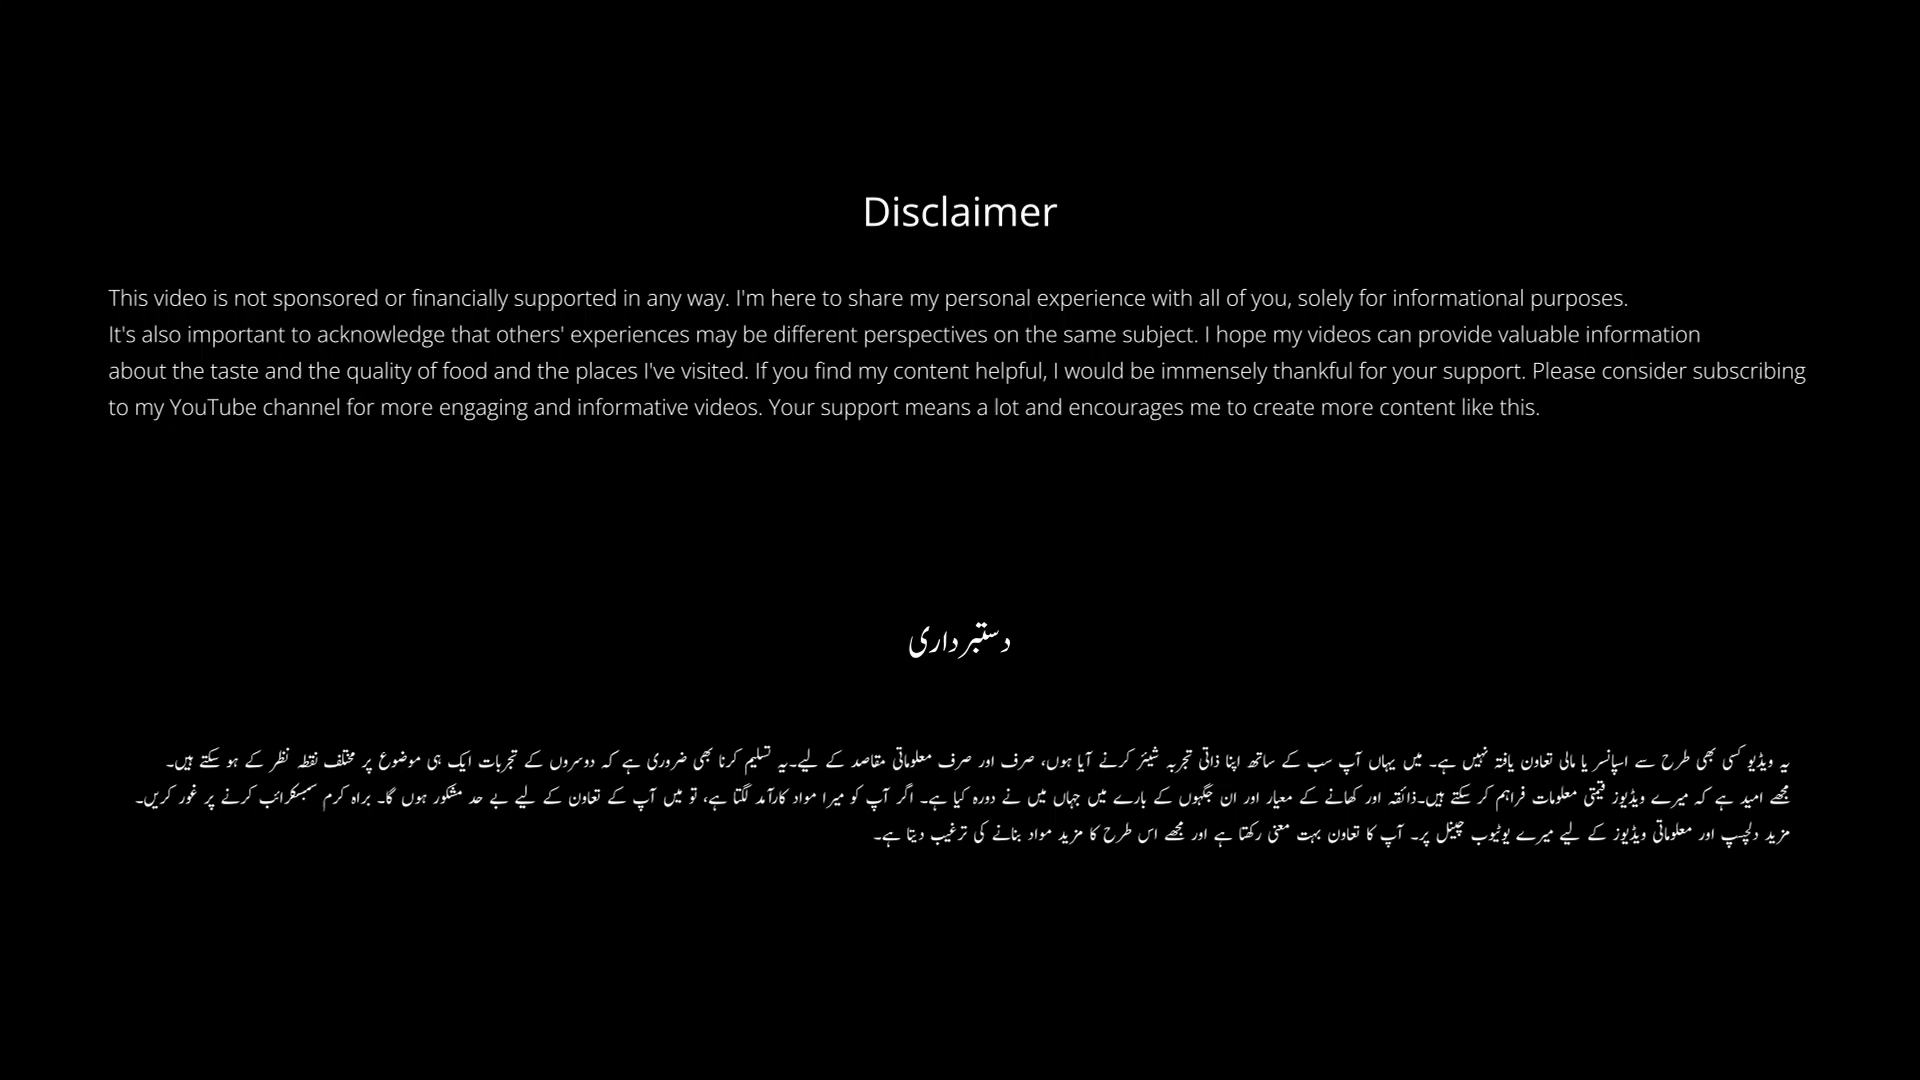 Disclaimer
This video is not sponsored or financially supported in any way. I'm here to share my personal experience with all of you, solely for informational purposes.
It's also important to acknowledge that others' experiences may be different perspectives on the same subject. I hope my videos can provide valuable information
about the taste and the quality of food and the places I've visited. If you find my content helpful, I would be immensely thankful for your support. Please consider subscribing
to my YouTube channel for more engaging and informative videos. Your support means a lot and encourages me to create more content like this.
دستبرداری
یہ ویڈیو کسی بھی طرح سے اسپانسر یا مالی تعاون یافتہ نہیں ہے۔ میں یہاں آپ سب کے ساتھ اپنا ذاتی تجربہ شیئر کرنے آیا ہوں، صرف اور صرف معلوماتی مقاصد کے لیے۔یہ تسلیم کرنا بھی ضروری ہے کہ دوسروں کے تجربات ایک ہی موضوع پر مختلف نقطہ نظر کے ہو سکتے ہیں۔
مجھے امید ہے کہ میرے ویڈیوز قیمتی معلومات فراہم کر سکتے ہیں۔ذائقہ اور کھانے کے معیار اور ان جگہوں کے بارے میں جہاں میں نے دورہ کیا ہے۔ اگر آپ کو میرا مواد کارآمد لگتا ہے، تو میں آپ کے تعاون کے لیے بے حد مشکور ہوں گا۔ براہ کرم سبسکرائب کرنے پر غور کریں۔
مزید دلچسپ اور معلوماتی ویڈیوز کے لیے میرے یوٹیوب چینل پر۔ آپ کا تعاون بہت معنی رکھتا ہے اور مجھے اس طرح کا مزید مواد بنانے کی ترغیب دیتا ہے۔